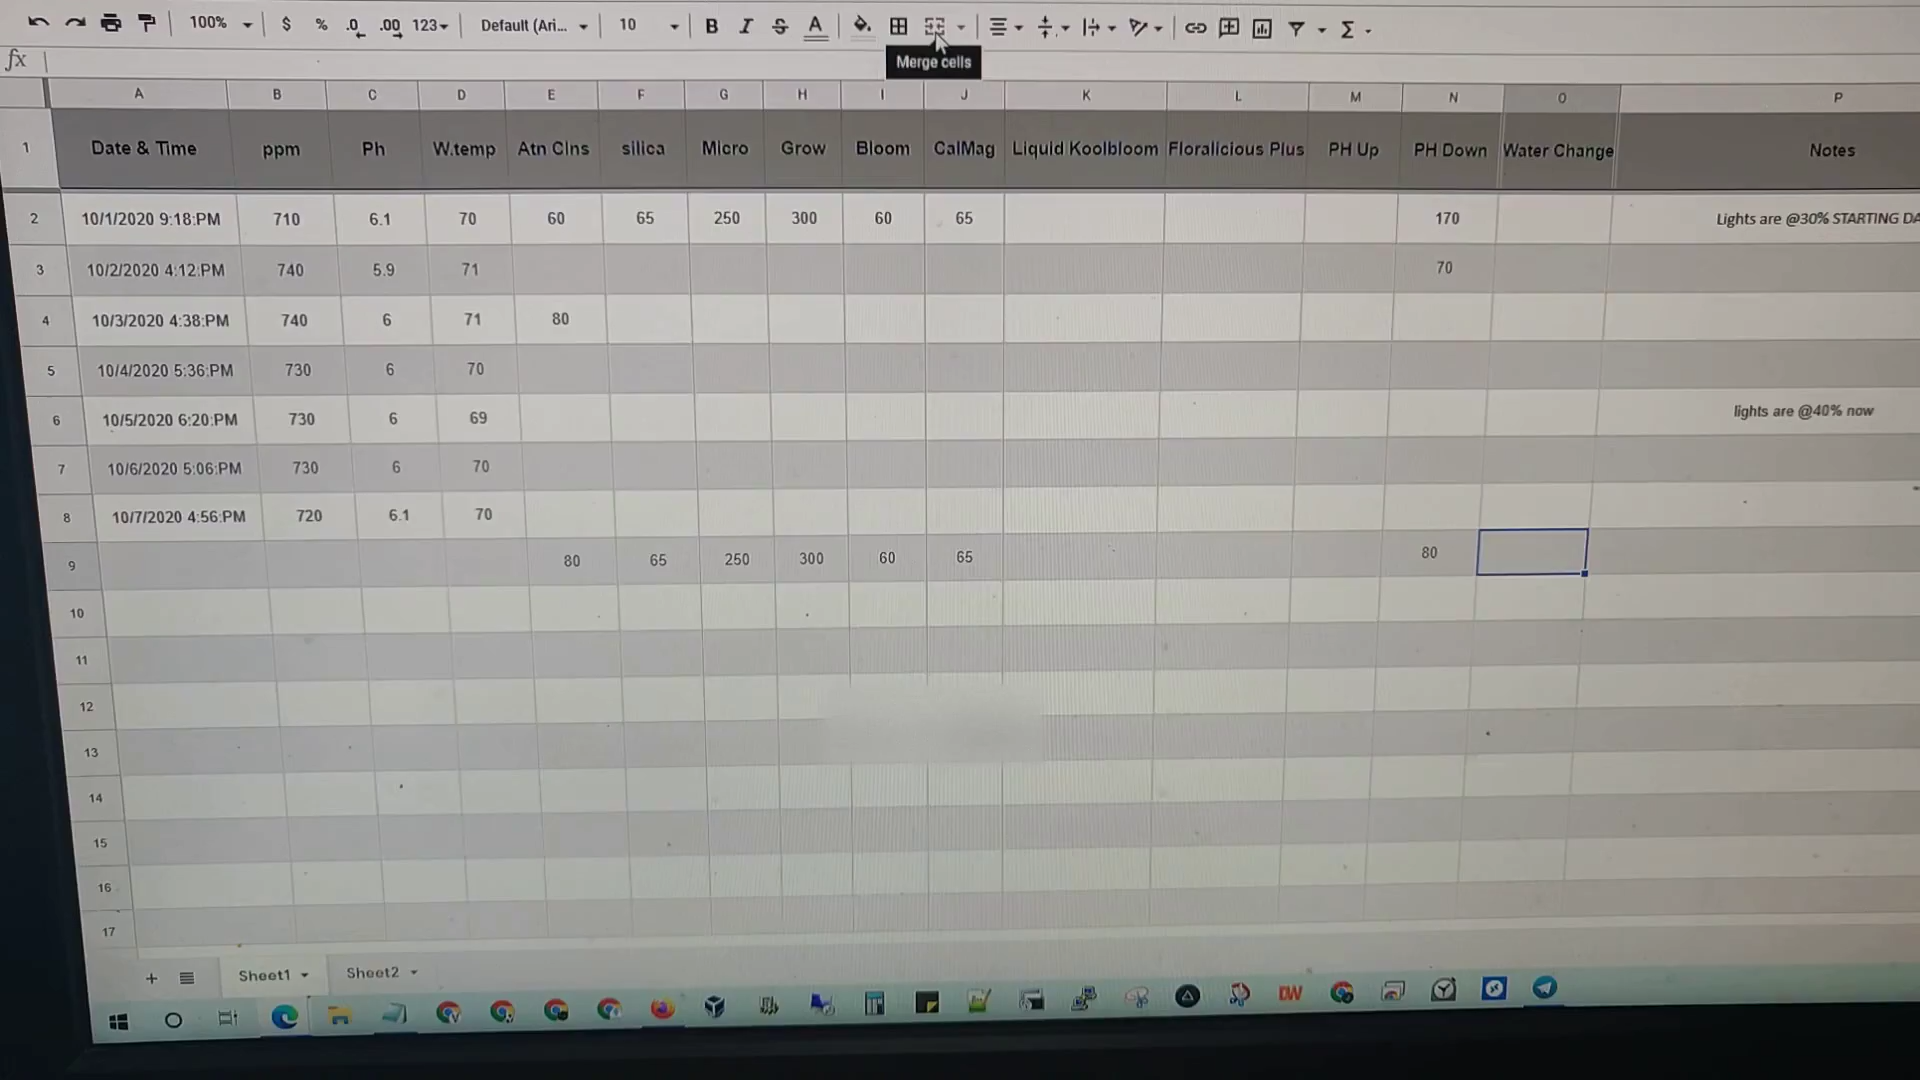 100% $ % .0 .00 123 Default (Ari... 10 B I S A
fx Merge cells
A B C D E F G H I J K L M N O P
1 Date & Time ppm Ph W.temp Atn Clns silica Micro Grow Bloom CalMag Liquid Koolbloom Floralicious Plus PH Up PH Down Water Change Notes
2 10/1/2020 9:18:PM 710 6.1 70 60 65 250 300 60 65 170 Lights are @30% STARTING DA
3 10/2/2020 4:12:PM 740 5.9 71 70
4 10/3/2020 4:38:PM 740 6 71 80
5 10/4/2020 5:36:PM 730 6 70
6 10/5/2020 6:20:PM 730 6 69 lights are @40% now
7 10/6/2020 5:06:PM 730 6 70
8 10/7/2020 4:56:PM 720 6.1 70
9 80 65 250 300 60 65 80
10
11
12
13
14
15
16
17
+ Sheet1 Sheet2
DW